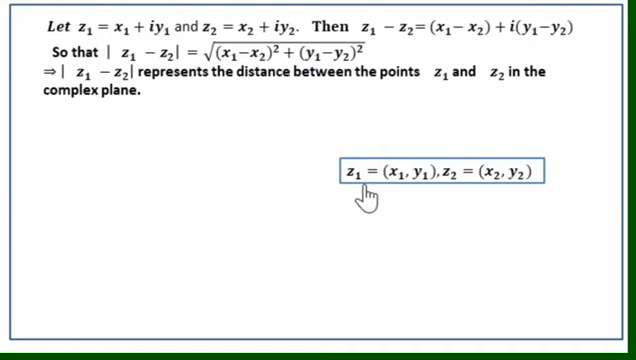 Let z₁ = x₁ + iy₁ and z₂ = x₂ + iy₂. Then z₁ − z₂= (x₁− x₂) + i(y₁−y₂)
So that | z₁ − z₂| = √(x₁−x₂)² + (y₁−y₂)²
⇒| z₁ − z₂| represents the distance between the points z₁ and z₂ in the
complex plane.
z₁ = (x₁, y₁), z₂ = (x₂, y₂)